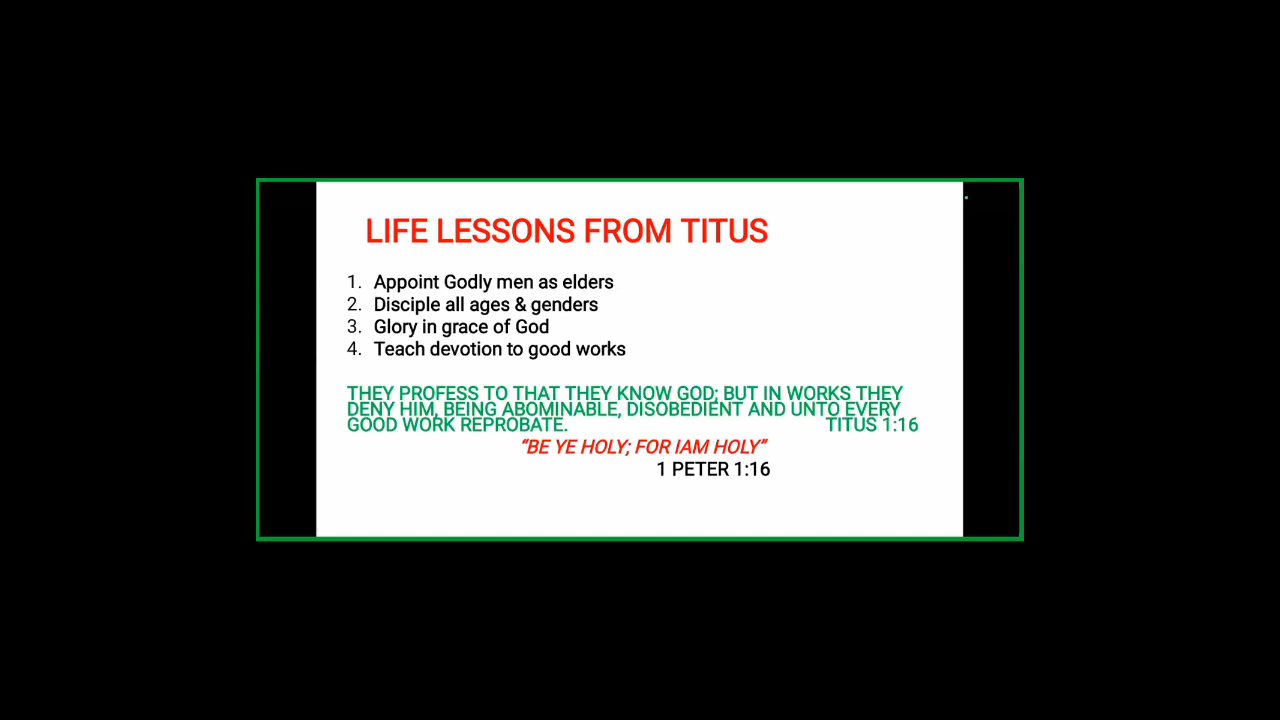 LIFE LESSONS FROM TITUS
1. Appoint Godly men as elders
2. Disciple all ages & genders
3. Glory in grace of God
4. Teach devotion to good works
THEY PROFESS TO THAT THEY KNOW GOD; BUT IN WORKS THEY
DENY HIM, BEING ABOMINABLE, DISOBEDIENT AND UNTO EVERY
GOOD WORK REPROBATE. TITUS 1:16
“BE YE HOLY; FOR IAM HOLY”
1 PETER 1:16